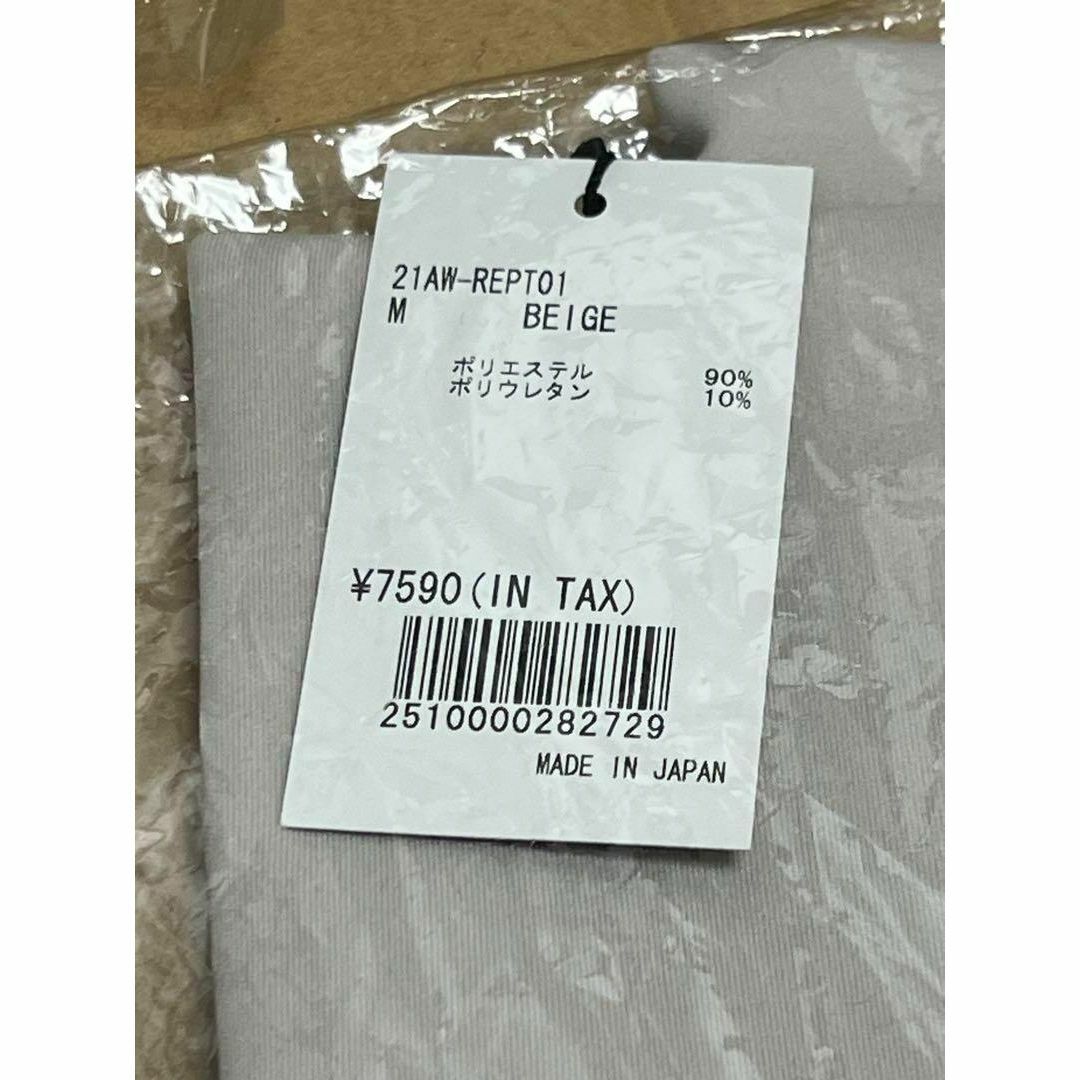 21AW-REPT01
M BEIGE
ポリエステル 90%
ポリウレタン 10%
¥7590(IN TAX)
2510000282729
MADE IN JAPAN